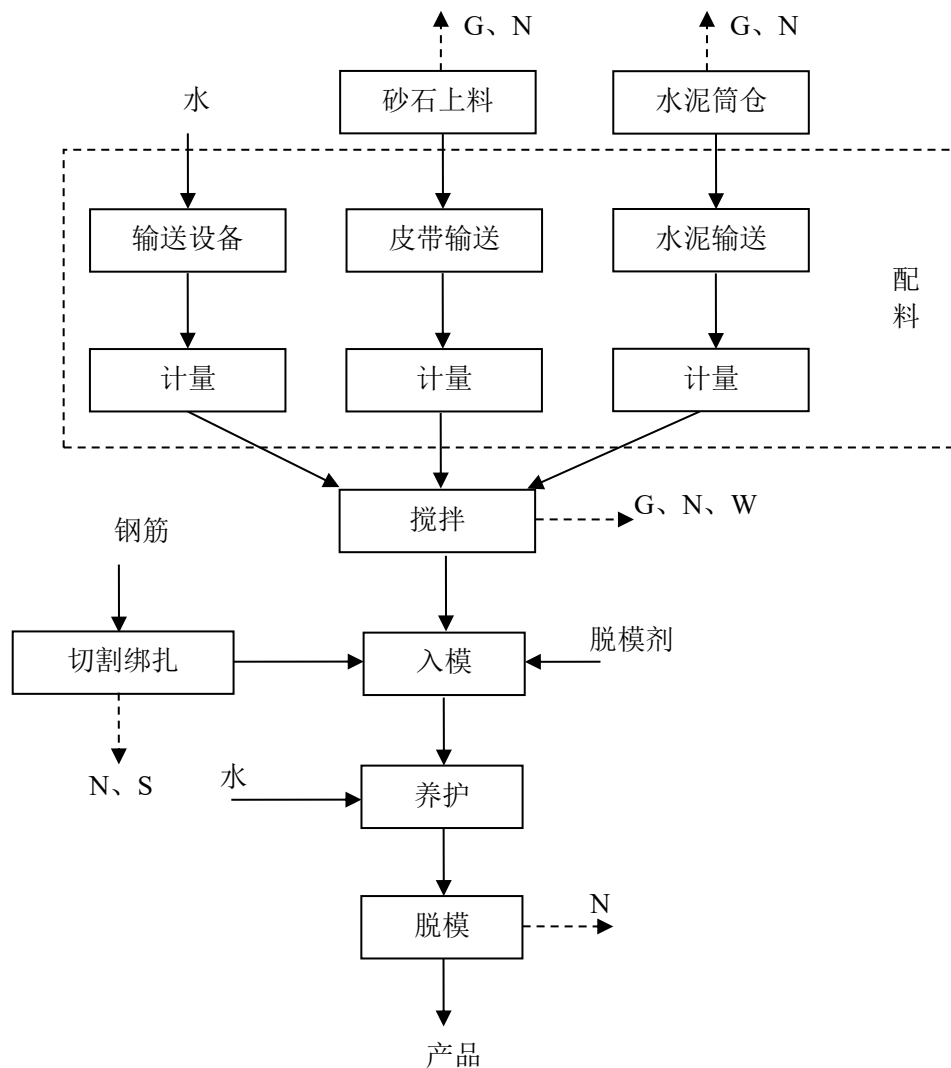 G、N
G、N
水
砂石上料
水泥筒仓
输送设备
皮带输送
水泥输送
配
料
计量
计量
计量
搅拌
G、N、W
钢筋
切割绑扎
入模
脱模剂
N、S
水
养护
脱模
N
产品